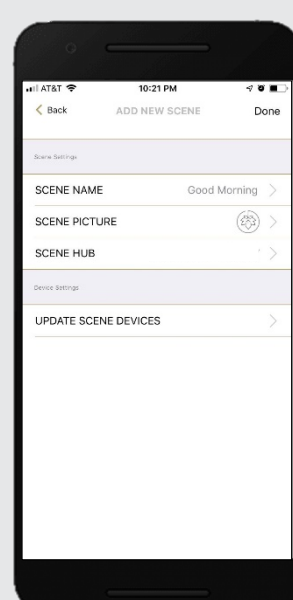 AT&T 10:21 PM
Back ADD NEW SCENE Done
Scene Settings
SCENE NAME Good Morning
SCENE PICTURE
SCENE HUB
Device Settings
UPDATE SCENE DEVICES